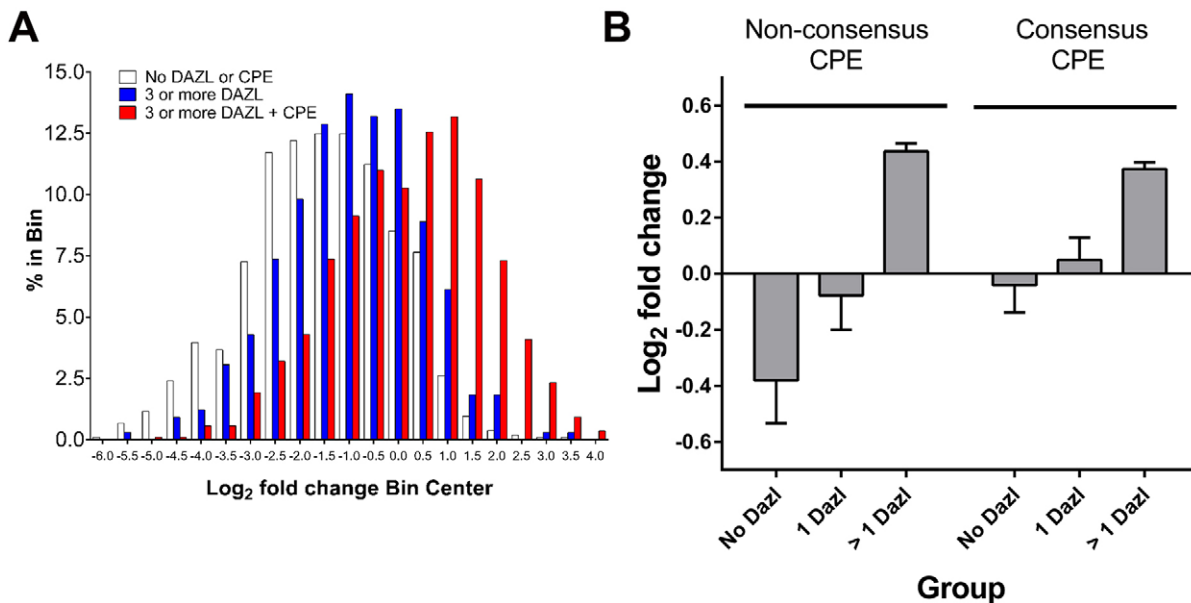 A
15.0
12.5
10.0
7.5
5.0
2.5
0.0
% in Bin
No DAZL or CPE
3 or more DAZL
3 or more DAZL + CPE
-6.0 -5.5 -5.0 -4.5 -4.0 -3.5 -3.0 -2.5 -2.0 -1.5 -1.0 -0.5 0.0 0.5 1.0 1.5 2.0 2.5 3.0 3.5 4.0
Log2 fold change Bin Center
B
Non-consensus
CPE
Consensus
CPE
0.6
0.4
0.2
0.0
-0.2
-0.4
-0.6
Log2 fold change
No Dazl
1 Dazl
> 1 Dazl
No Dazl
1 Dazl
> 1 Dazl
Group